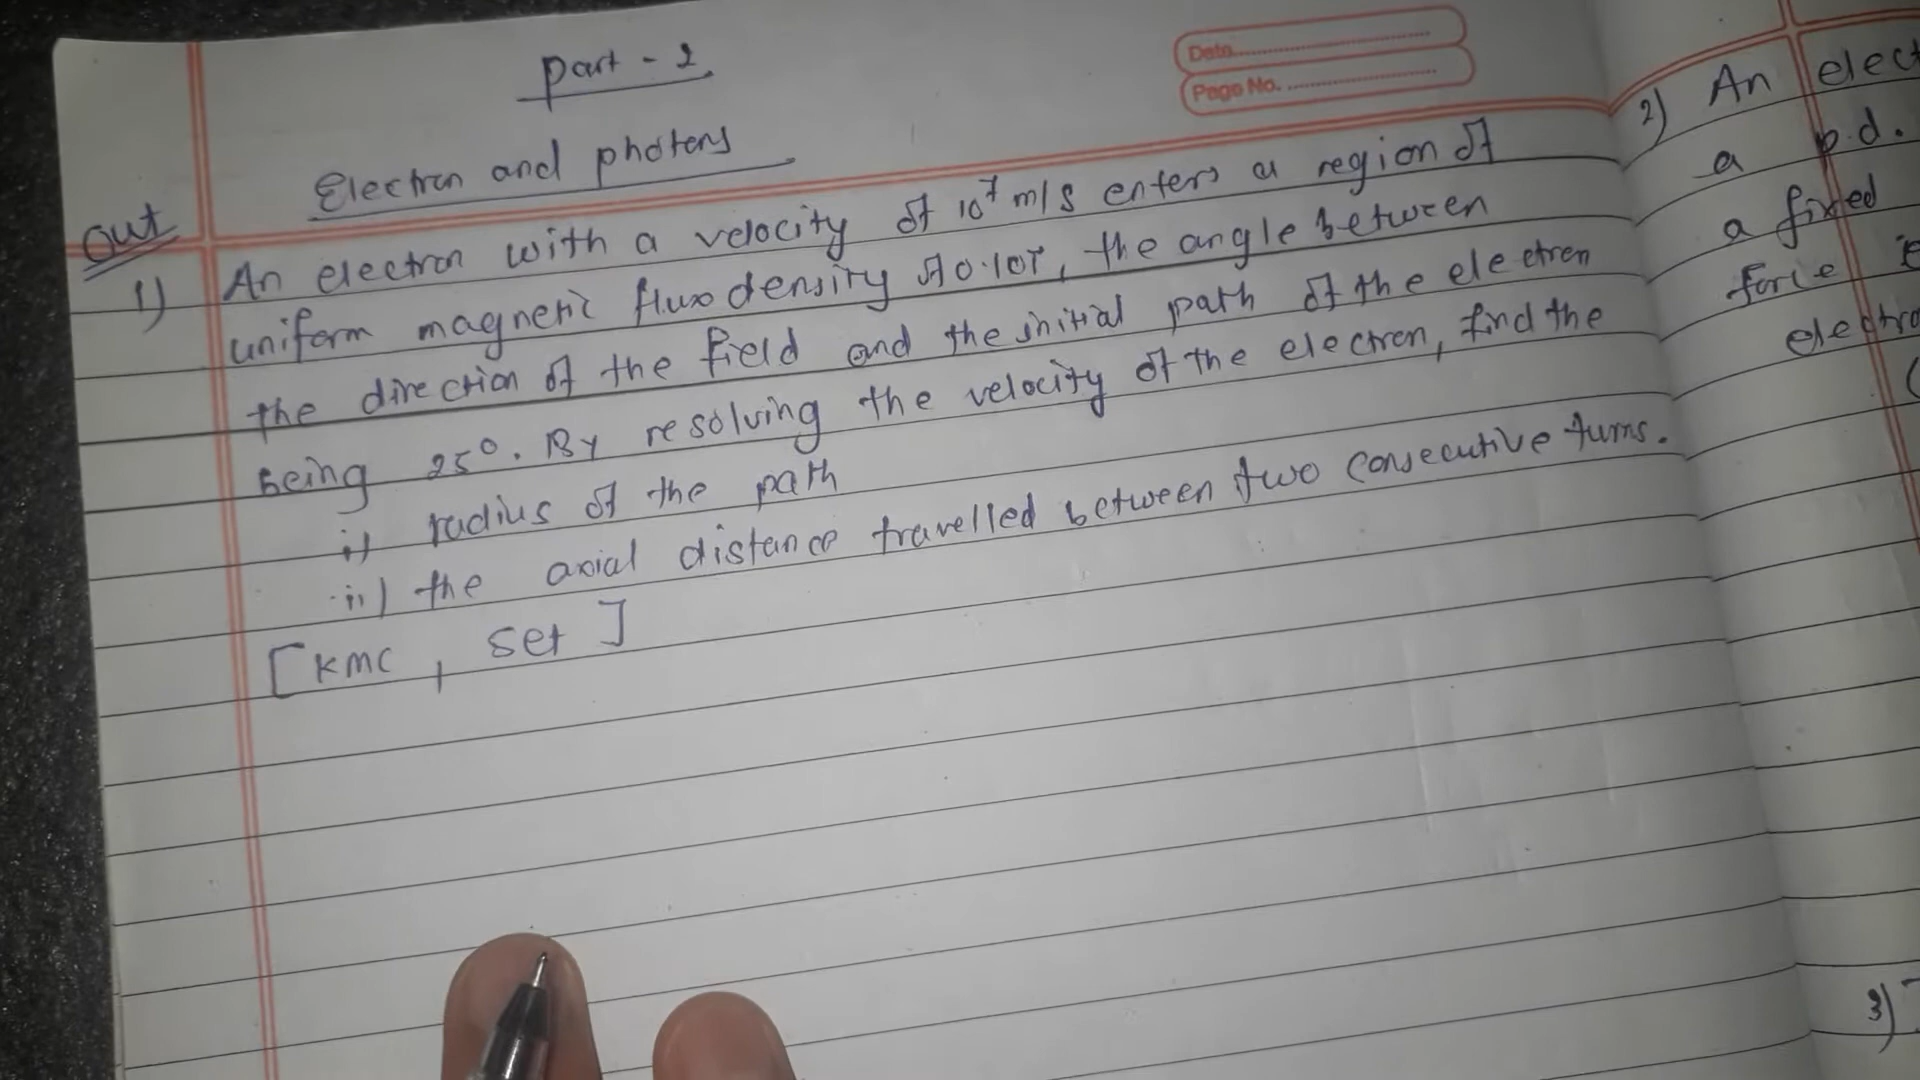 Part - 2
Date
Page No.
Electron and photons
Out
1) An electron with a velocity of 10⁷ m/s enters a region of
uniform magnetic flux density of 0.10T, the angle between
the direction of the field and the initial path of the electron
being 25°. By resolving the velocity of the electron, find the
i) radius of the path
ii) the axial distance travelled between two consecutive turns.
[KMC, set]
2) An elect
a p.d.
a fixed
force
electro
3)